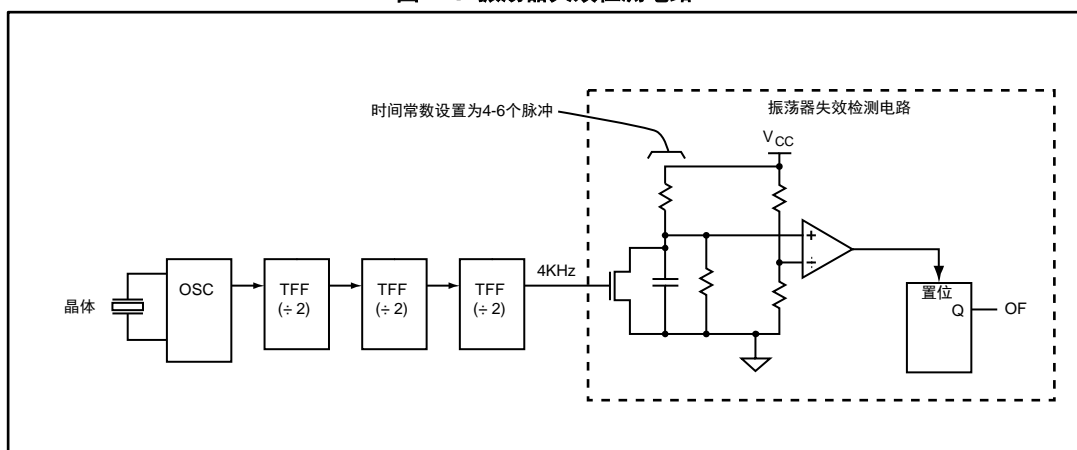 时间常数设置为4-6个脉冲
振荡器失效检测电路
VCC
晶体
OSC
TFF
(÷ 2)
TFF
(÷ 2)
TFF
(÷ 2)
4KHz
+
÷
置位
Q
OF